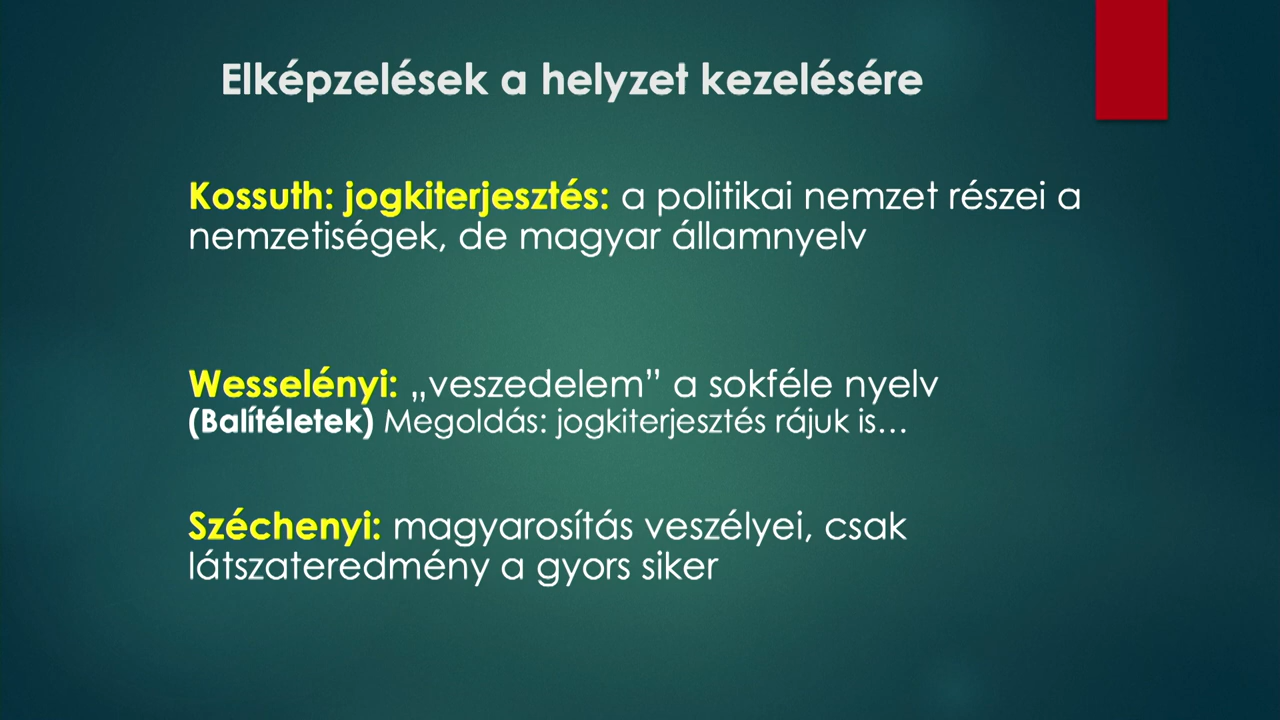 Elképzelések a helyzet kezelésére
Kossuth: jogkiterjesztés: a politikai nemzet részei a
nemzetiségek, de magyar államnyelv
Wesselényi: „veszedelem” a sokféle nyelv
(Balítéletek) Megoldás: jogkiterjesztés rájuk is…
Széchenyi: magyarosítás veszélyei, csak
látszateredmény a gyors siker